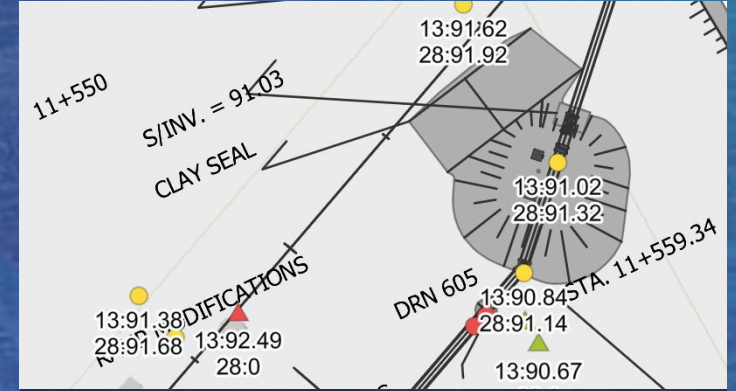 13:91.62
28:91.92
11+550
S/INV. = 91.03
CLAY SEAL
13:91.02
28:91.32
STA. 11+559.34
DRN 605
13:90.84
28:91.14
13:91.38
28:91.68
MODIFICATIONS
13:92.49
28:0
13:90.67